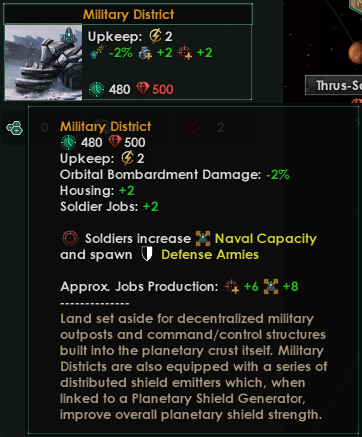 Military District
Upkeep: 2
-2% +2 +2
480 500
Thrus-So
Military District
480 500
Upkeep: 2
Orbital Bombardment Damage: -2%
Housing: +2
Soldier Jobs: +2
Soldiers increase Naval Capacity
and spawn Defense Armies
Approx. Jobs Production: +6 +8
--------------
Land set aside for decentralized military
outposts and command/control structures
built into the planetary crust itself. Military
Districts are also equipped with a series of
distributed shield emitters which, when
linked to a Planetary Shield Generator,
improve overall planetary shield strength.